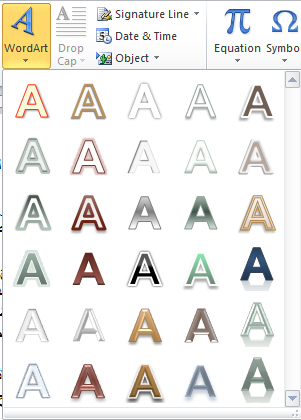 WordArt
Drop
Cap
Signature Line
Date & Time
Object
Equation
Symbo
A A A A A
A A A A A
A A A A A
A A A A A
A A A A A
A A A A A